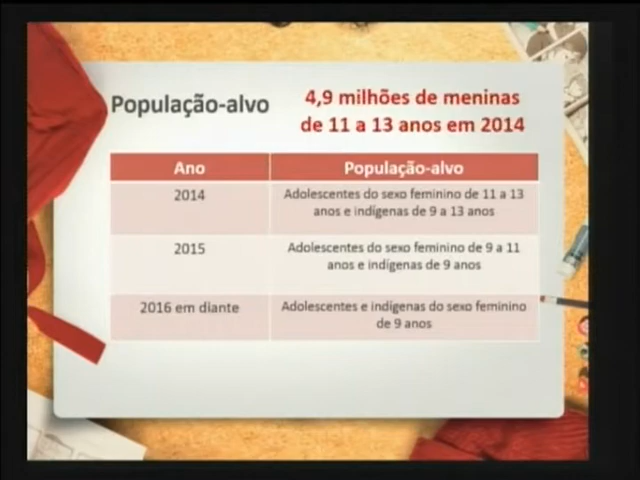 População-alvo
4,9 milhões de meninas
de 11 a 13 anos em 2014
Ano
População-alvo
2014
Adolescentes do sexo feminino de 11 a 13
anos e indígenas de 9 a 13 anos
2015
Adolescentes do sexo feminino de 9 a 11
anos e indígenas de 9 anos
2016 em diante
Adolescentes e indígenas do sexo feminino
de 9 anos